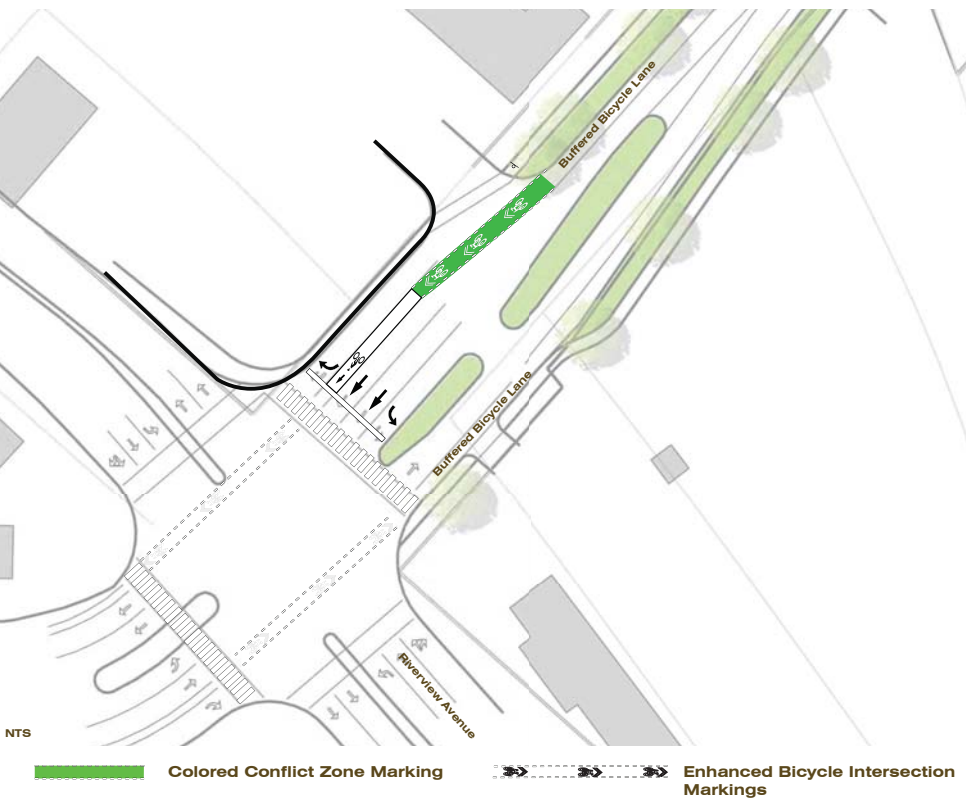 Buffered Bicycle Lane
Buffered Bicycle Lane
Riverview Avenue
NTS
Colored Conflict Zone Marking
Enhanced Bicycle Intersection
Markings